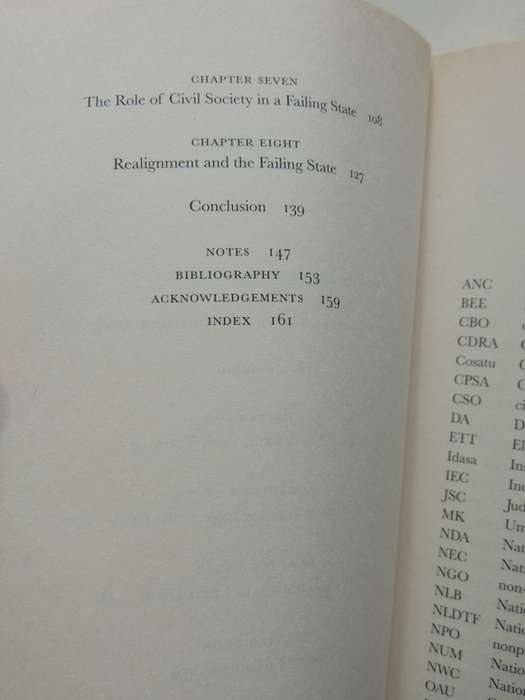 CHAPTER SEVEN
The Role of Civil Society in a Failing State 108
CHAPTER EIGHT
Realignment and the Failing State 127
Conclusion 139
NOTES 147
BIBLIOGRAPHY 153
ACKNOWLEDGEMENTS 159
INDEX 161
ANC
BEE
CBO
CDRA
Cosatu
CPSA
CSO
DA
ETT
Idasa
IEC
JSC
MK
NDA
NEC
NGO
NLB
NLDTF
NPO
NUM
NWC
OAU